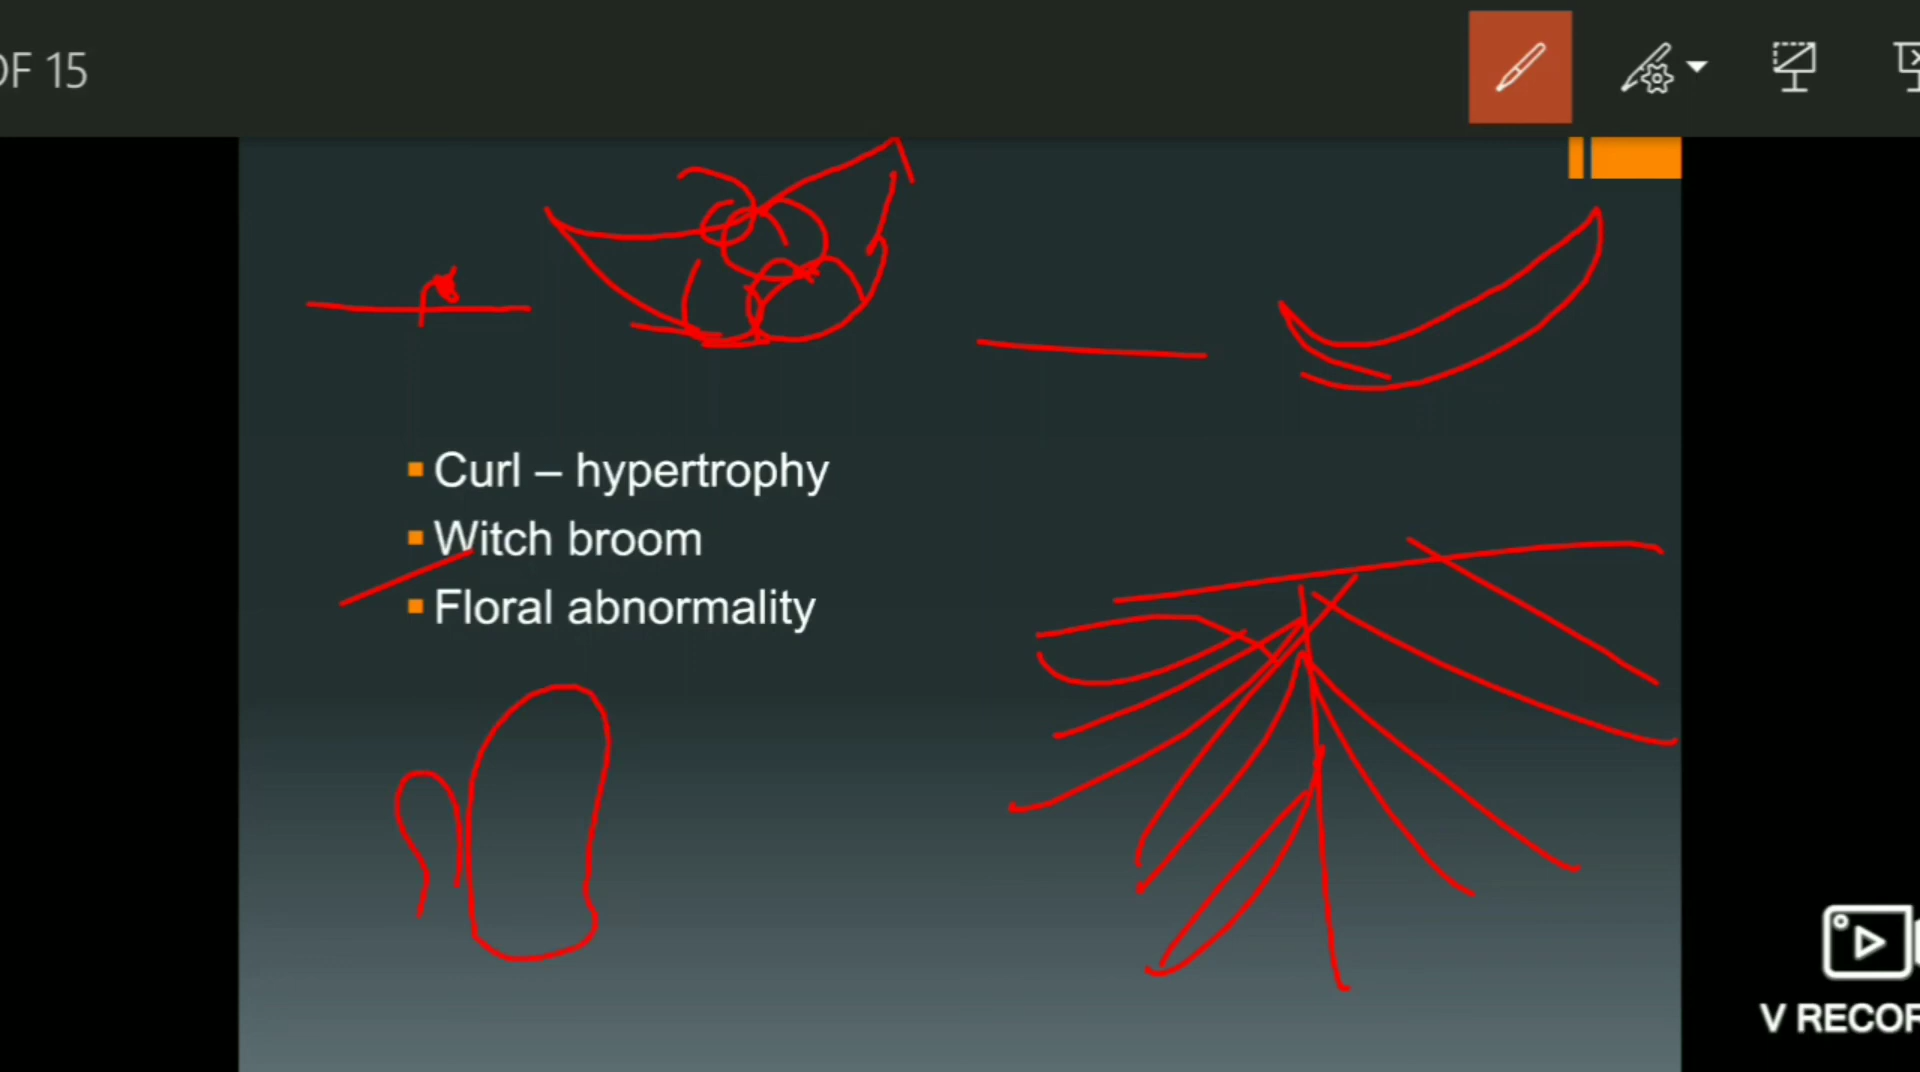 OF 15
Curl – hypertrophy
Witch broom
Floral abnormality
V RECOR